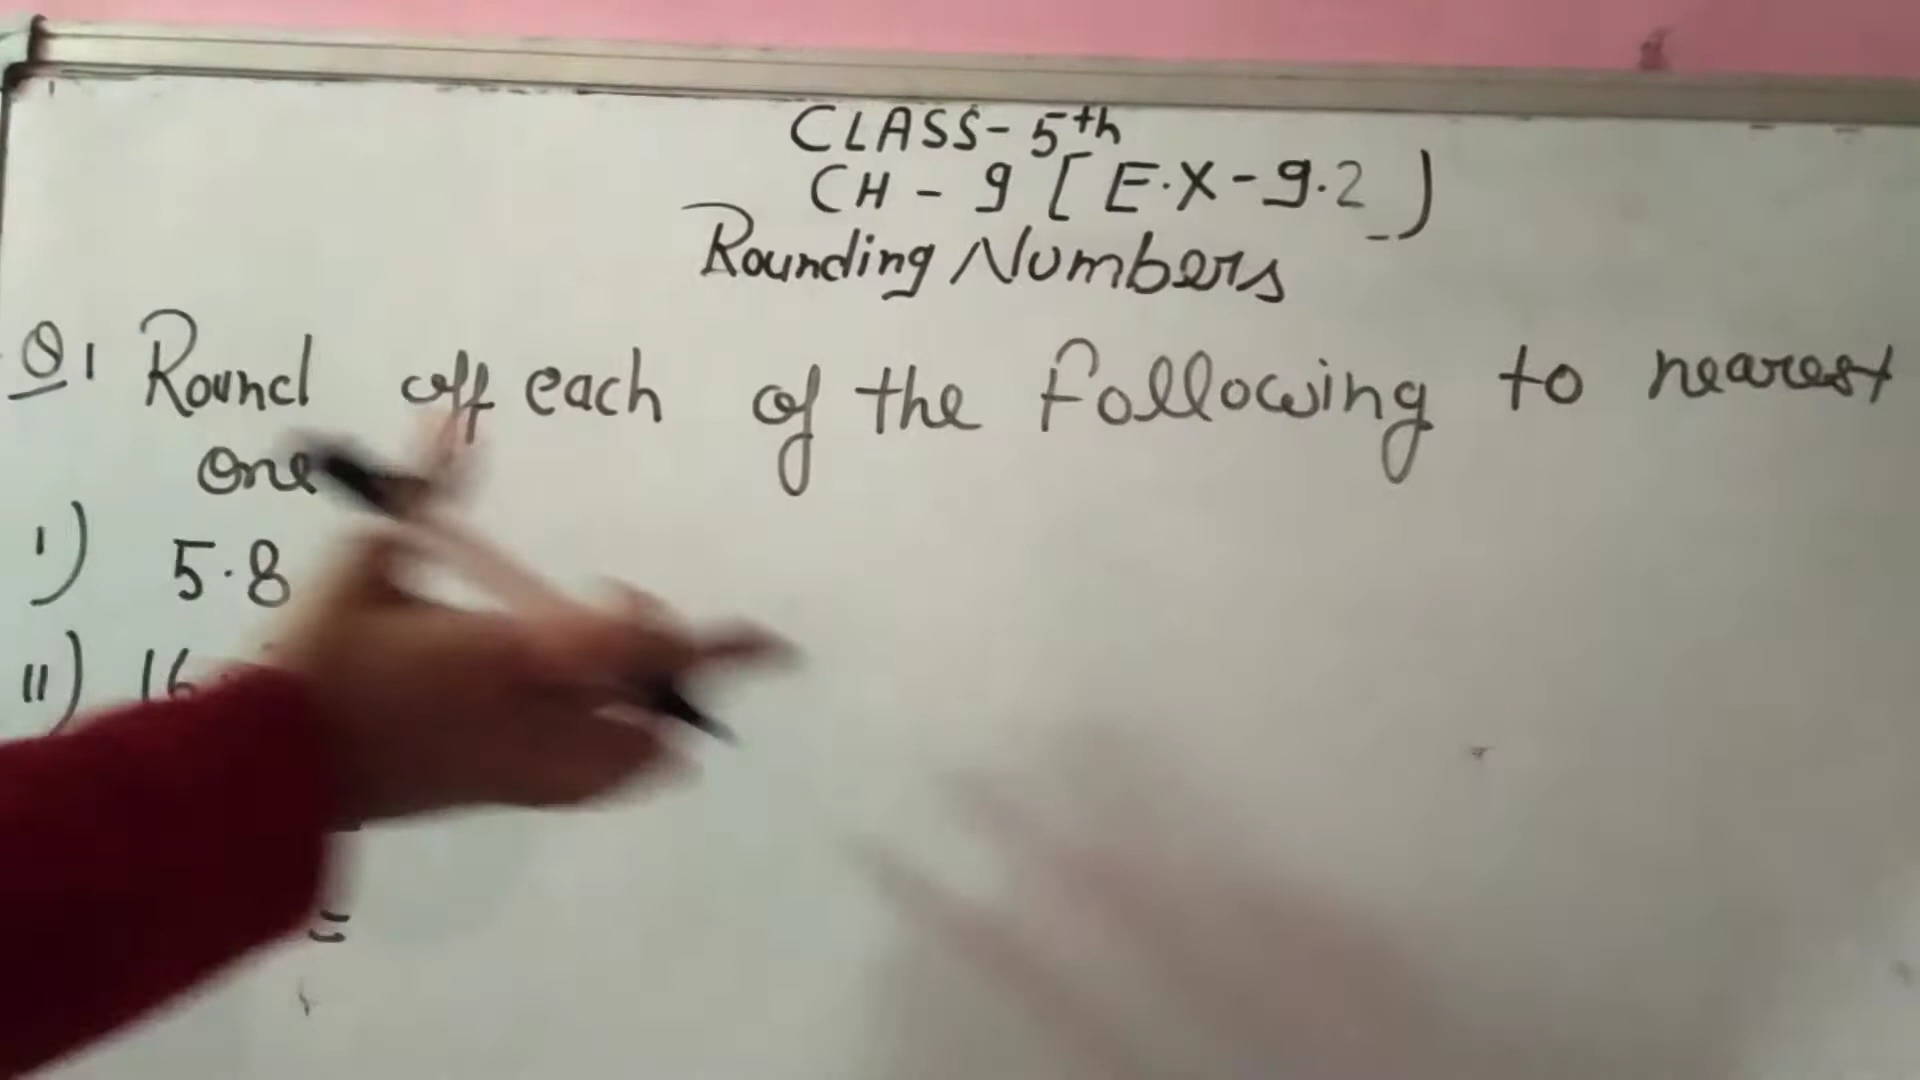 CLASS-5th
CH - 9 [E.X-9.2)
Rounding Numbers
Q1 Round off each of the following to nearest
one
i) 5.8
ii) 16
=